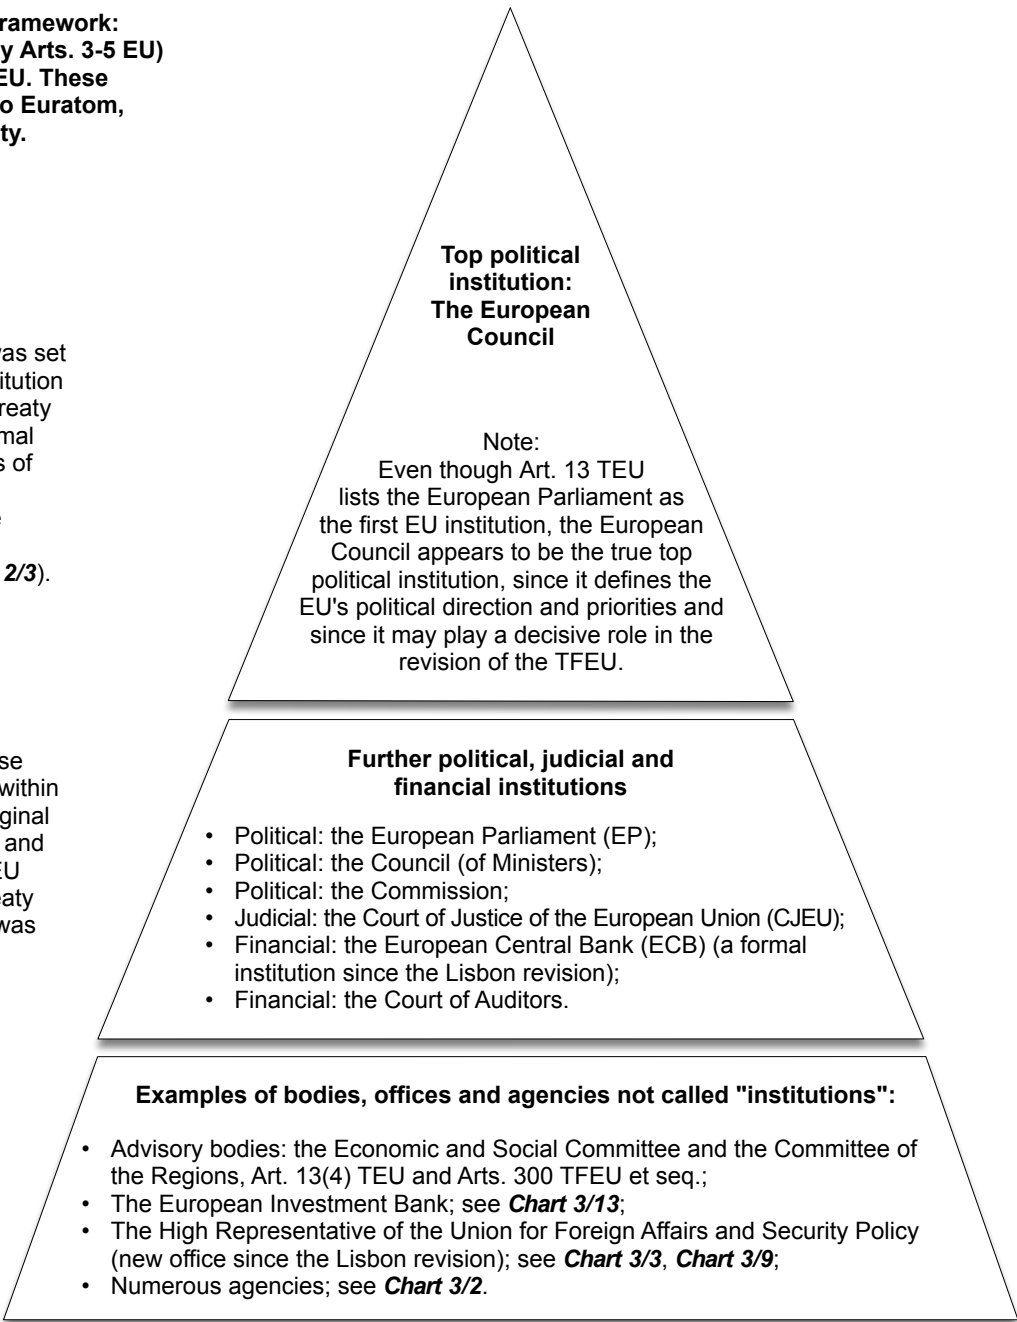 ramework:
y Arts. 3-5 EU)
EU. These
o Euratom,
ty.
Top political
institution:
The European
Council
was set
itution
reaty
mal
s of
e
2/3).
Note:
Even though Art. 13 TEU
lists the European Parliament as
the first EU institution, the European
Council appears to be the true top
political institution, since it defines the
EU's political direction and priorities and
since it may play a decisive role in the
revision of the TFEU.
se
within
ginal
and
EU
eaty
was
Further political, judicial and
financial institutions
• Political: the European Parliament (EP);
• Political: the Council (of Ministers);
• Political: the Commission;
• Judicial: the Court of Justice of the European Union (CJEU);
• Financial: the European Central Bank (ECB) (a formal
institution since the Lisbon revision);
• Financial: the Court of Auditors.
Examples of bodies, offices and agencies not called "institutions":
• Advisory bodies: the Economic and Social Committee and the Committee of
the Regions, Art. 13(4) TEU and Arts. 300 TFEU et seq.;
• The European Investment Bank; see Chart 3/13;
• The High Representative of the Union for Foreign Affairs and Security Policy
(new office since the Lisbon revision); see Chart 3/3, Chart 3/9;
• Numerous agencies; see Chart 3/2.